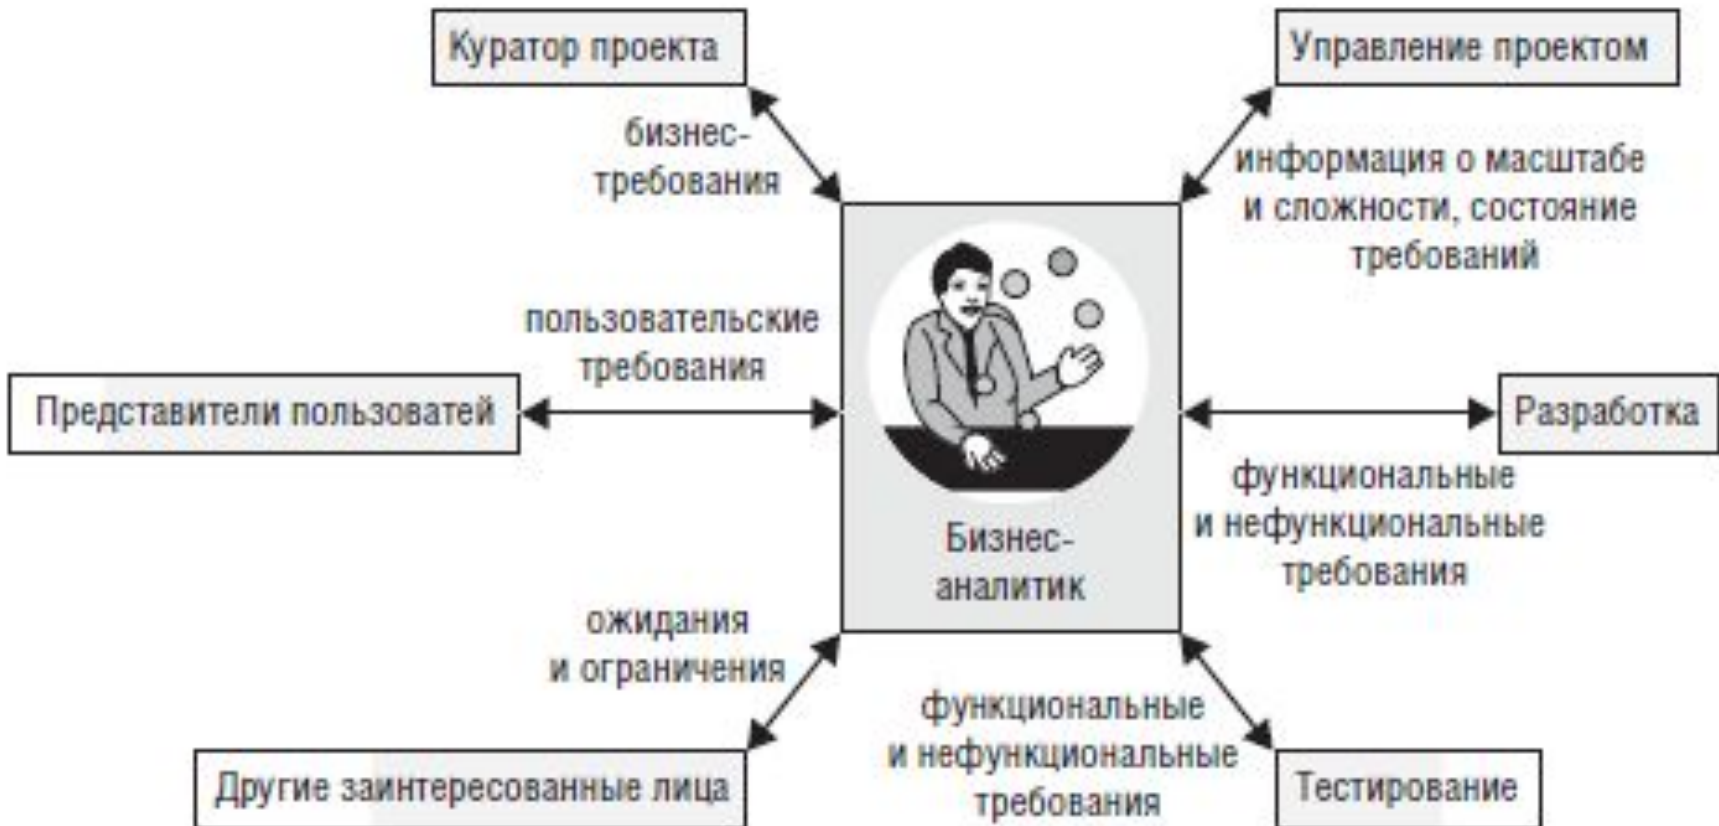 Куратор проекта
Управление проектом
бизнес-
требования
информация о масштабе
и сложности, состояние
требований
пользовательские
требования
Представители пользоватей
Разработка
функциональные
и нефункциональные
требования
Бизнес-
аналитик
ожидания
и ограничения
функциональные
и нефункциональные
требования
Другие заинтересованные лица
Тестирование